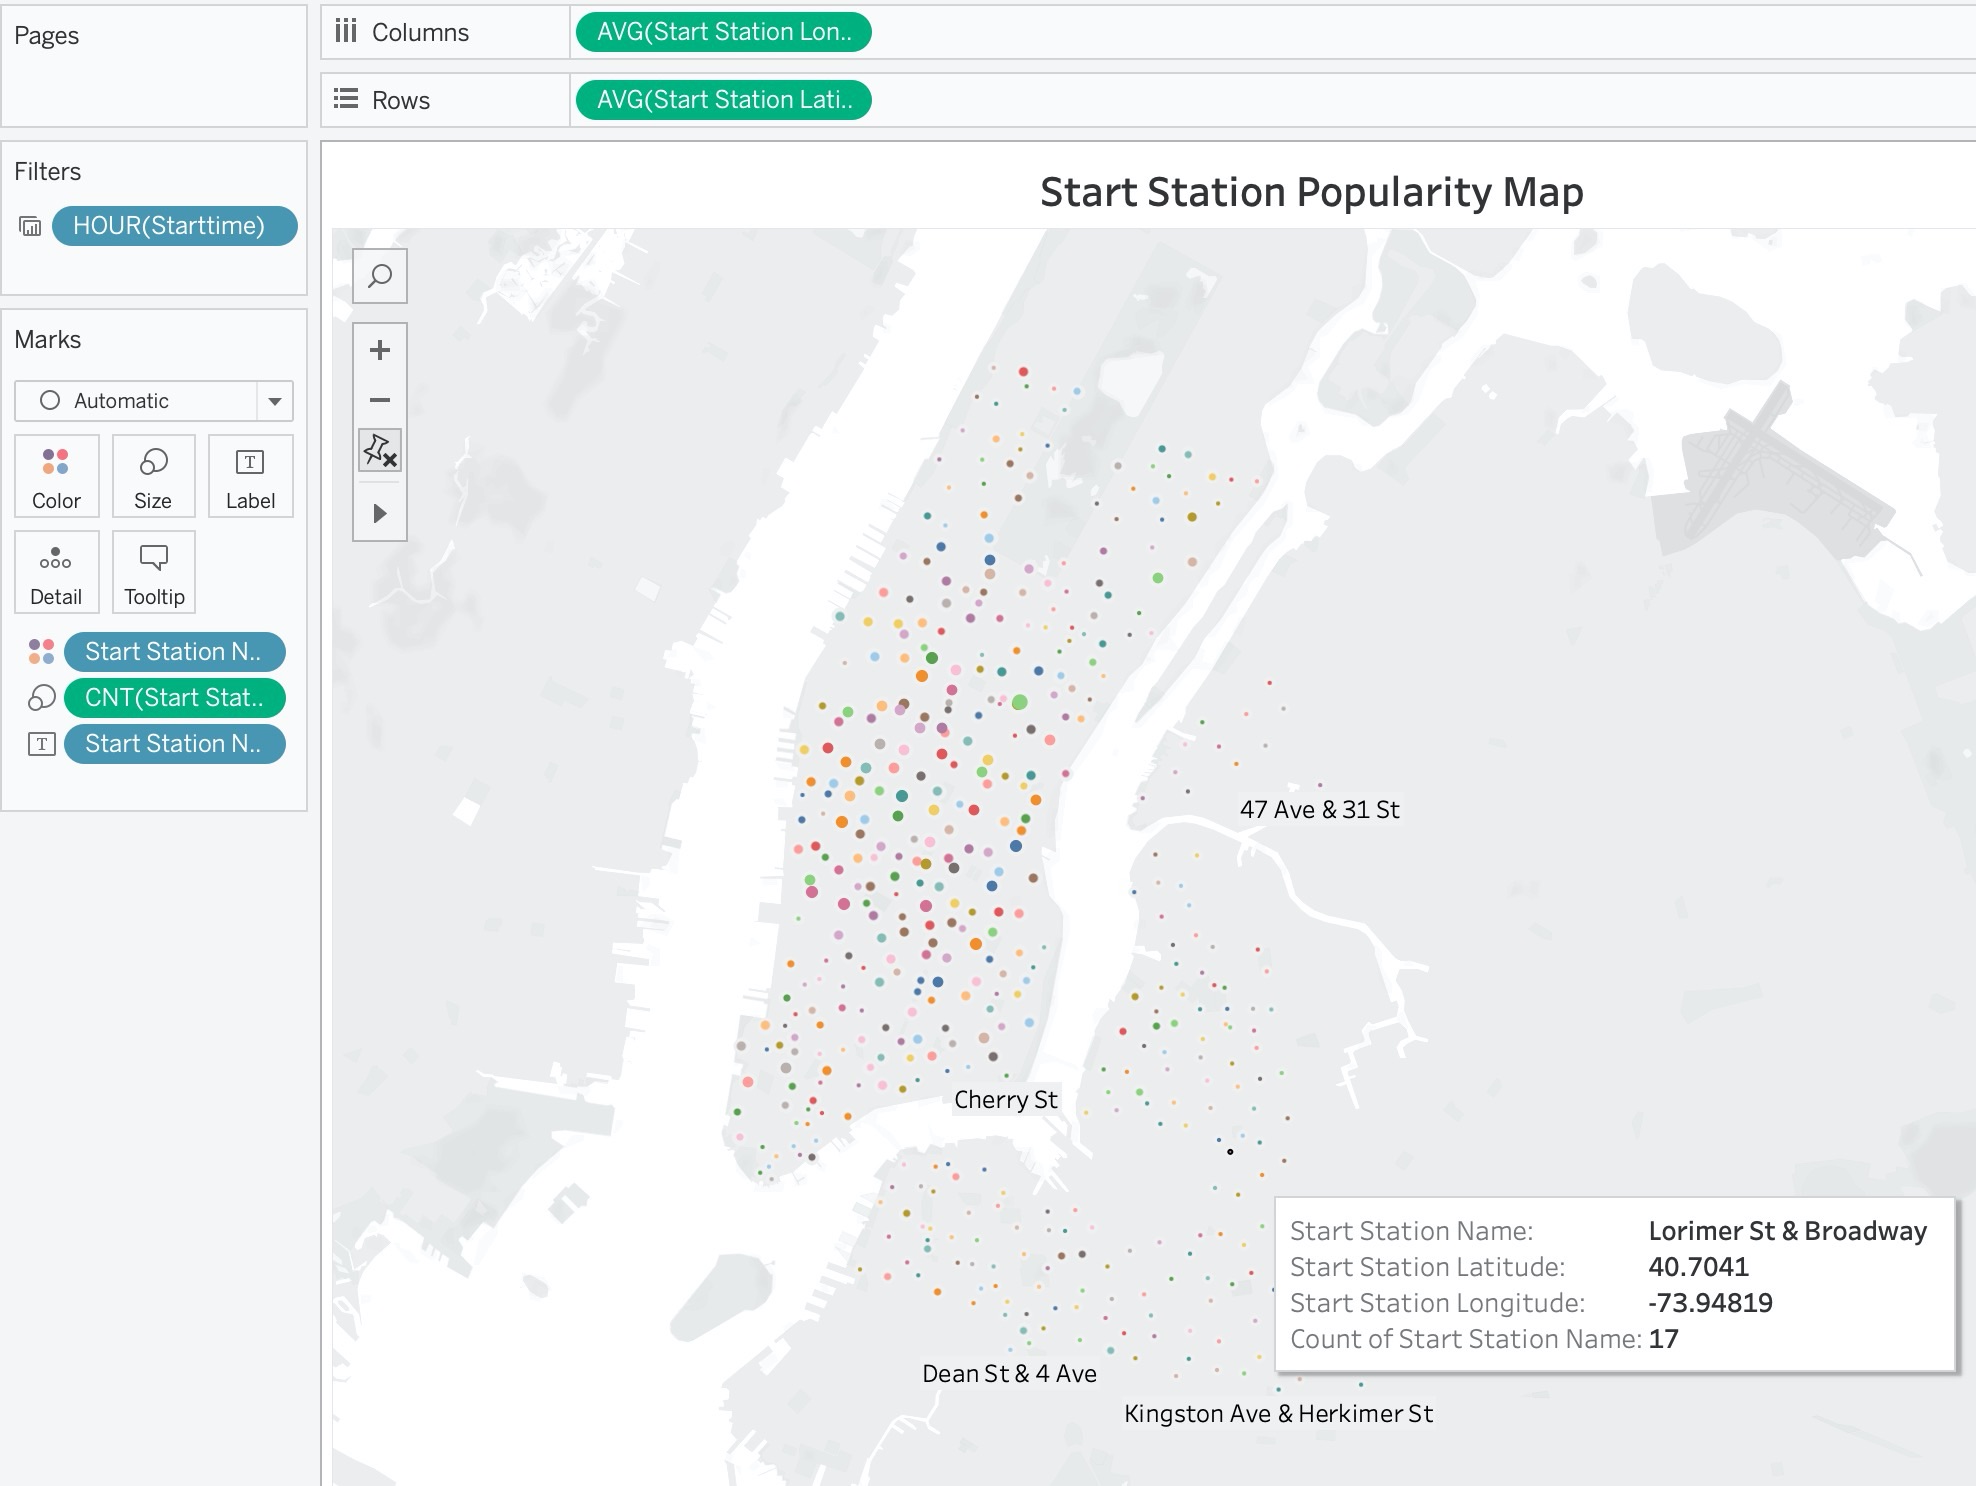 Pages
Columns
AVG(Start Station Lon..
Rows
AVG(Start Station Lati..
Filters
HOUR(Starttime)
Marks
Automatic
Color
Size
T
Label
Detail
Tooltip
Start Station N..
CNT(Start Stat..
T
Start Station N..
Start Station Popularity Map
47 Ave & 31 St
Cherry St
Start Station Name: Lorimer St & Broadway
Start Station Latitude: 40.7041
Start Station Longitude: -73.94819
Count of Start Station Name: 17
Dean St & 4 Ave
Kingston Ave & Herkimer St